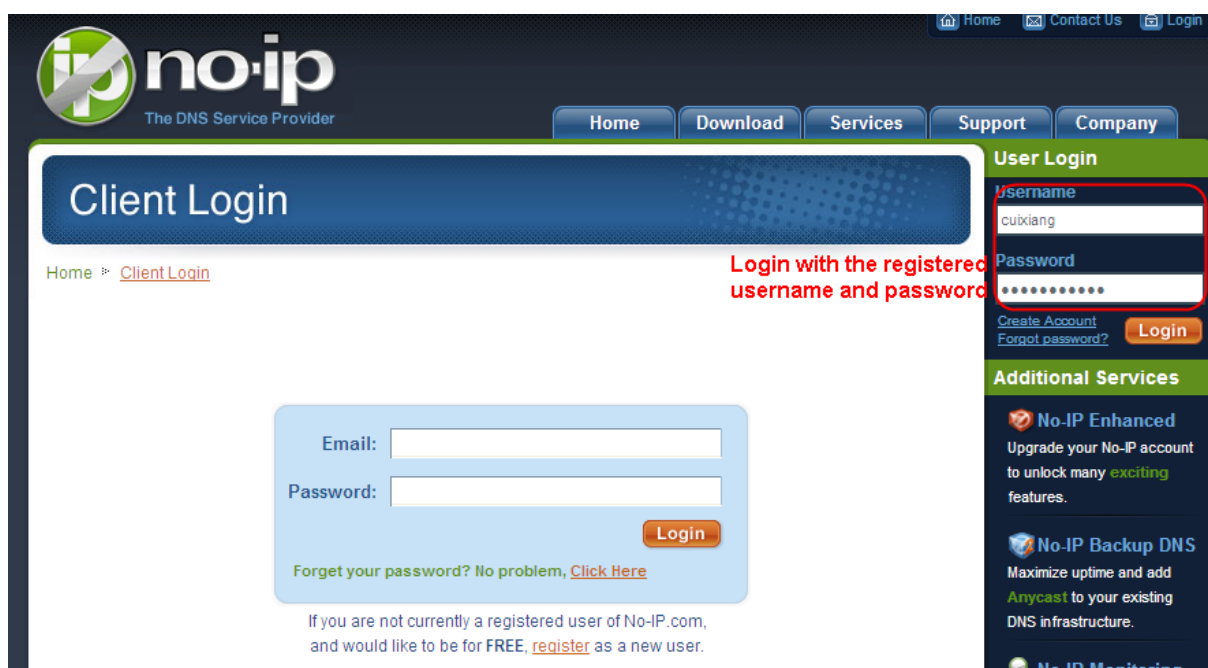 Home Contact Us Login
no-ip
The DNS Service Provider
Home Download Services Support Company
Client Login
Home Client Login
Login with the registered
username and password
User Login
Username
cuixiang
Password
•••••••••••
Create Account
Forgot password?
Login
Additional Services
No-IP Enhanced
Upgrade your No-IP account
to unlock many exciting
features.
No-IP Backup DNS
Maximize uptime and add
Anycast to your existing
DNS infrastructure.
No-IP Monitoring
Email:
Password:
Login
Forget your password? No problem, Click Here
If you are not currently a registered user of No-IP.com,
and would like to be for FREE, register as a new user.